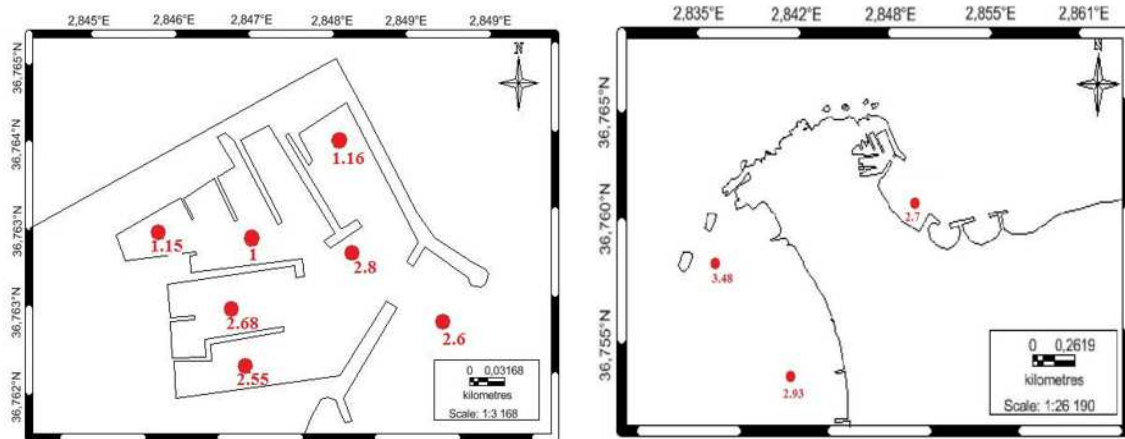 2,845°E 2,846°E 2,847°E 2,848°E 2,849°E 2,849°E
36,765°N
36,764°N
36,763°N
36,763°N
36,762°N
N
1.16
1.15
1
2.8
2.68
2.6
2.55
0 0,03168
kilometres
Scale: 1:3 168
2,835°E 2,842°E 2,848°E 2,855°E 2,861°E
36,765°N
36,760°N
36,755°N
N
2.7
3.48
2.93
0 0,2619
kilometres
Scale: 1:26 190